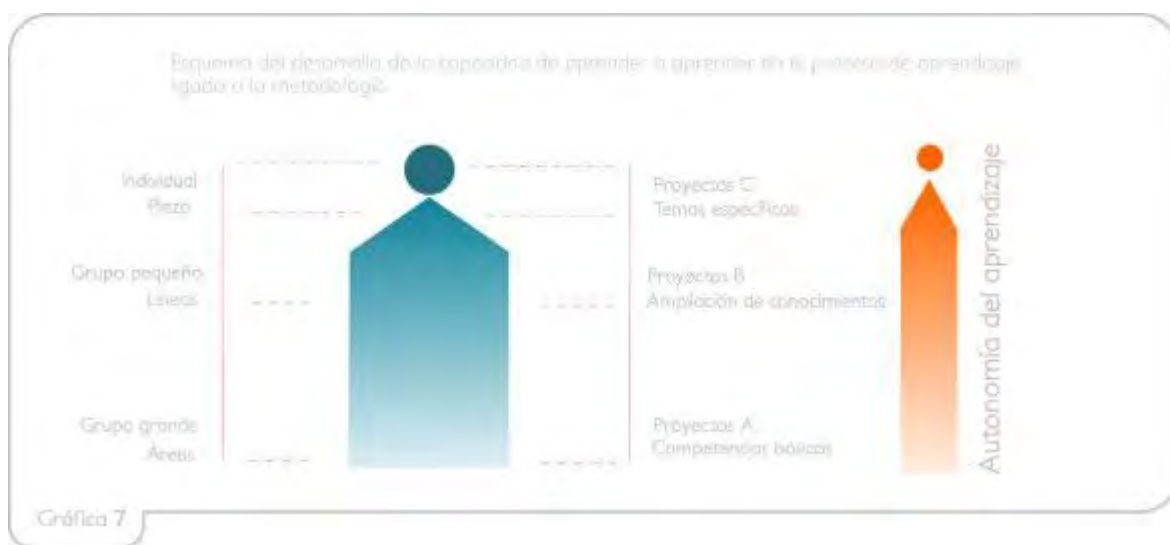 Esquema del desarrollo de la capacidad de aprender a aprender en el proceso de aprendizaje
ligado a la metodología
Individual
Pieza
Proyectos C
Temas específicos
Grupo pequeño
Líneas
Proyectos B
Ampliación de conocimientos
Grupo grande
Áreas
Proyectos A
Competencias básicas
Autonomía del aprendizaje
Gráfica 7